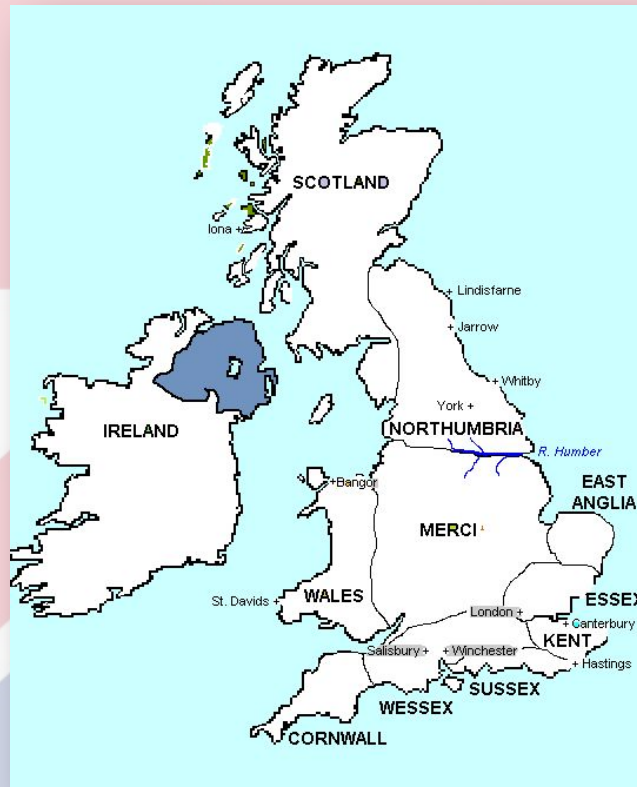 SCOTLAND
Iona +
+ Lindisfarne
+ Jarrow
+ Whitby
York +
NORTHUMBRIA
IRELAND
R. Humber
+Bangor
EAST
ANGLIA
MERCI
WALES
St. Davids +
London +
ESSEX
+ Canterbury
KENT
Salisbury +
+ Winchester
+ Hastings
SUSSEX
WESSEX
CORNWALL